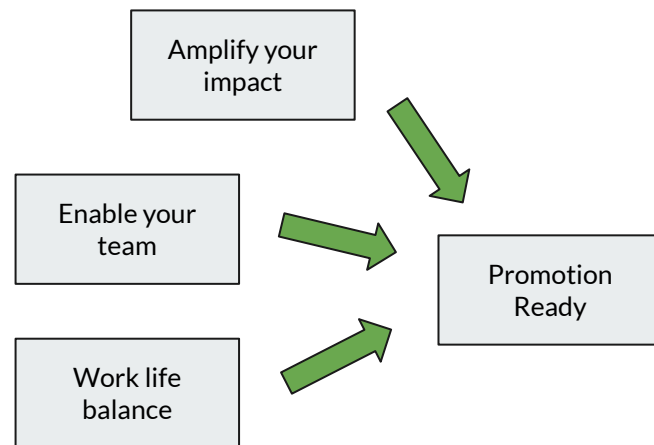 Amplify your
impact
Enable your
team
Promotion
Ready
Work life
balance